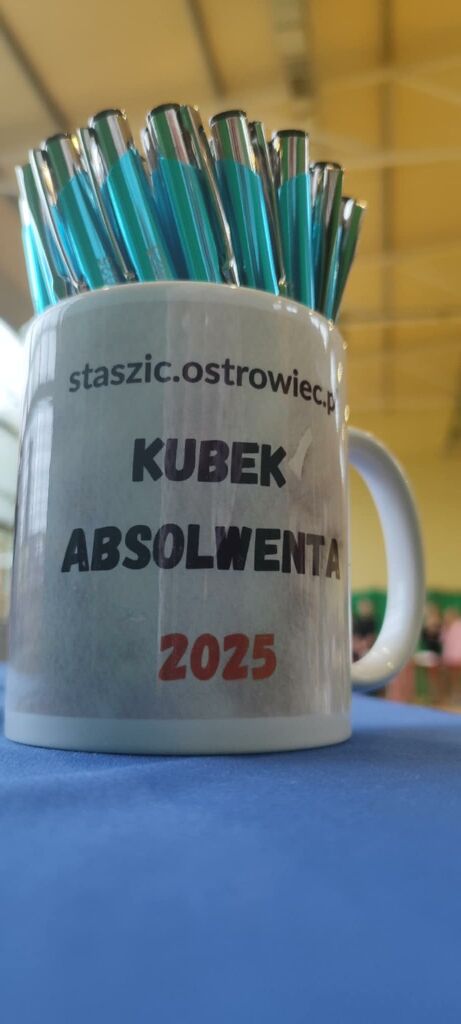 staszic.ostrowiec.p
KUBEK
ABSOLWENTA
2025